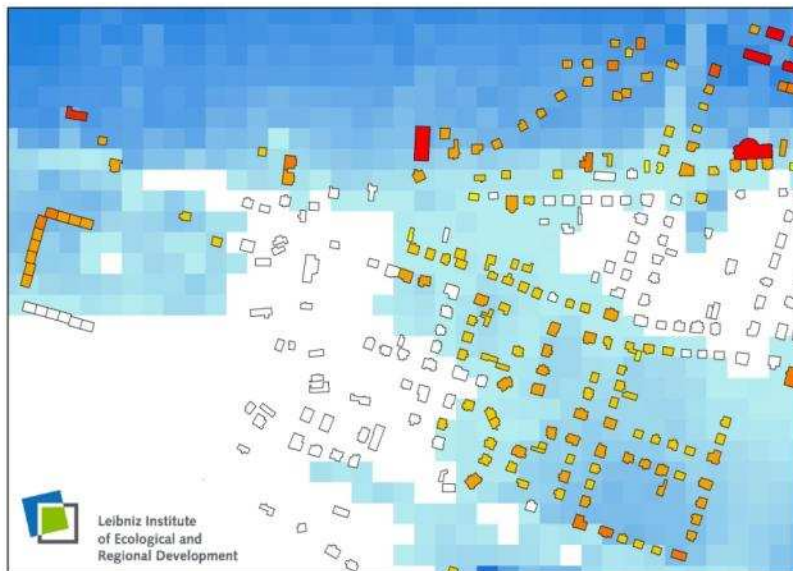 Leibniz Institute
of Ecological and
Regional Development